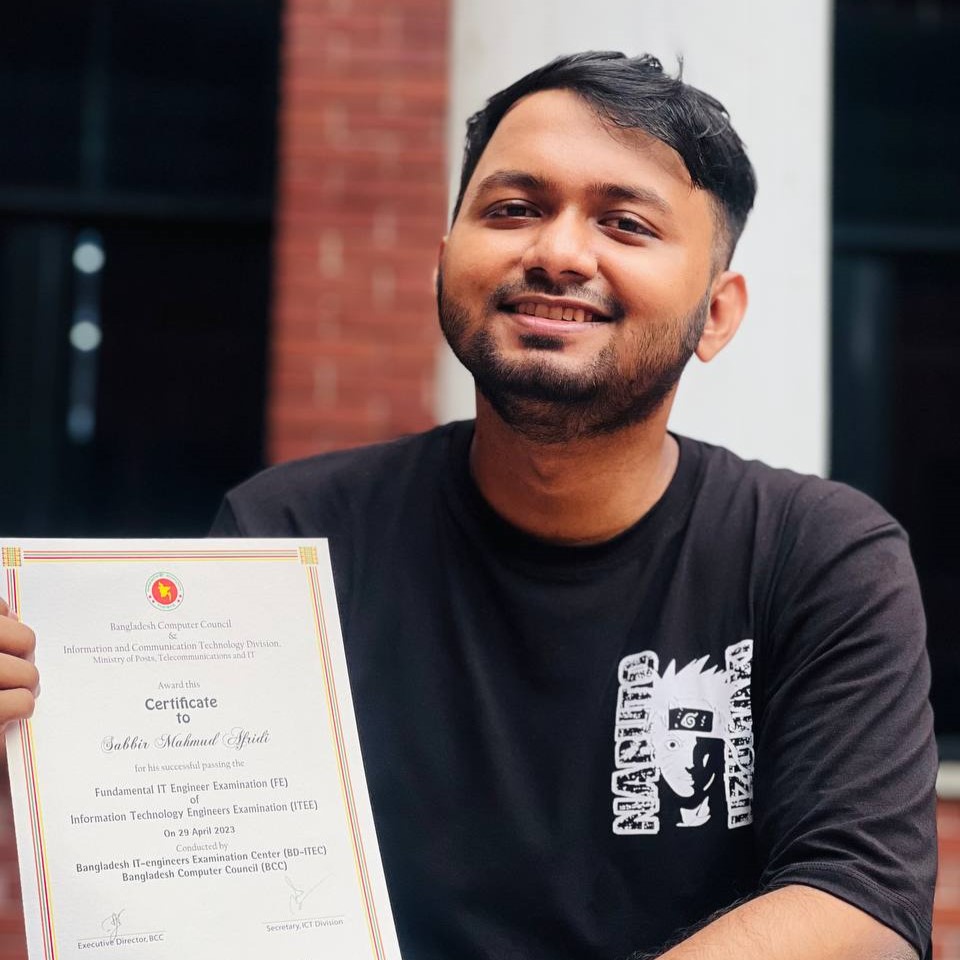 Bangladesh Computer Council
&
Information and Communication Technology Division,
Ministry of Posts, Telecommunications and IT
Award this
Certificate
to
Sabbir Mahmud Afridi
for his successful passing the
Fundamental IT Engineer Examination (FE)
of
Information Technology Engineers Examination (ITEE)
On 29 April 2023
Conducted by
Bangladesh IT-engineers Examination Center (BD-ITEC)
Bangladesh Computer Council (BCC)
Executive Director, BCC
Secretary, ICT Division
NARUTO
UZUMAKI